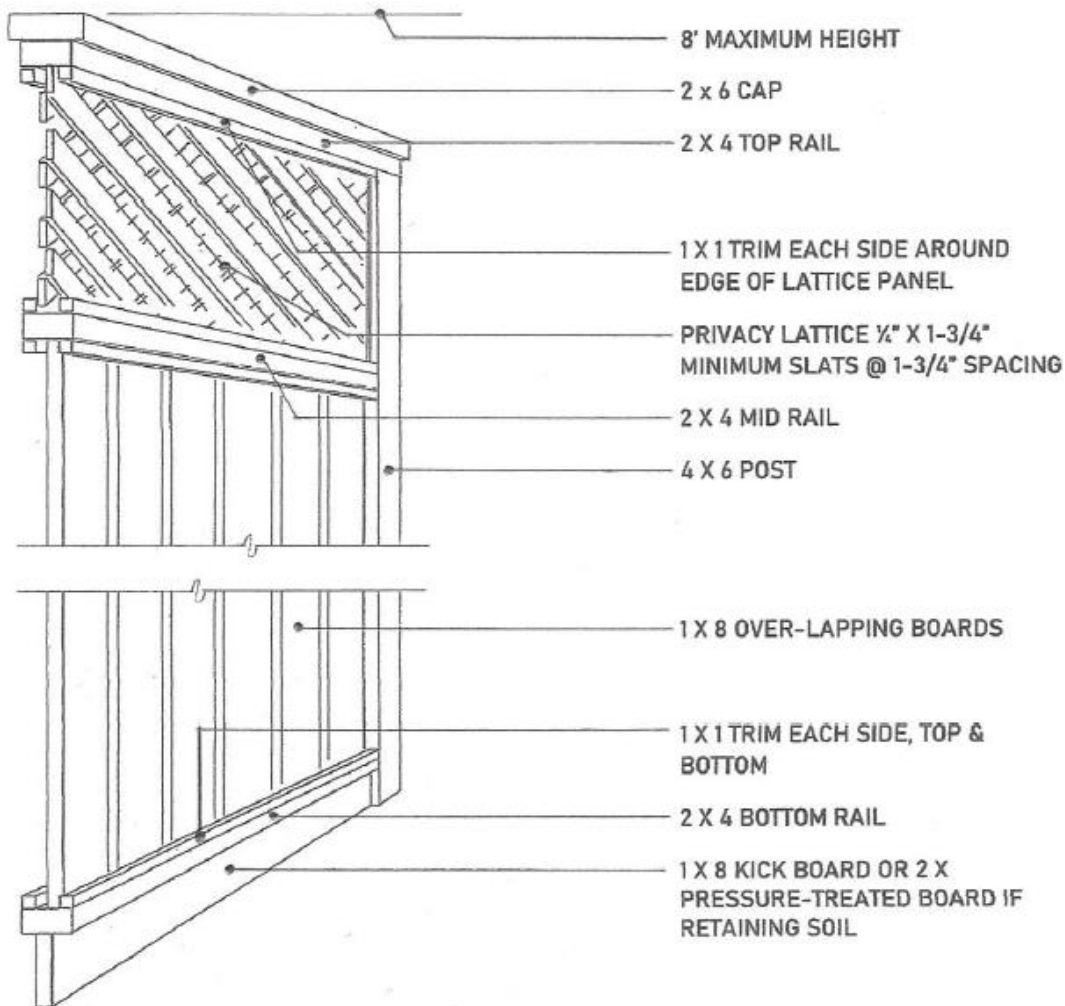 8' MAXIMUM HEIGHT
2 x 6 CAP
2 X 4 TOP RAIL
1 X 1 TRIM EACH SIDE AROUND
EDGE OF LATTICE PANEL
PRIVACY LATTICE ¼" X 1-3/4"
MINIMUM SLATS @ 1-3/4" SPACING
2 X 4 MID RAIL
4 X 6 POST
1 X 8 OVER-LAPPING BOARDS
1 X 1 TRIM EACH SIDE, TOP &
BOTTOM
2 X 4 BOTTOM RAIL
1 X 8 KICK BOARD OR 2 X
PRESSURE-TREATED BOARD IF
RETAINING SOIL